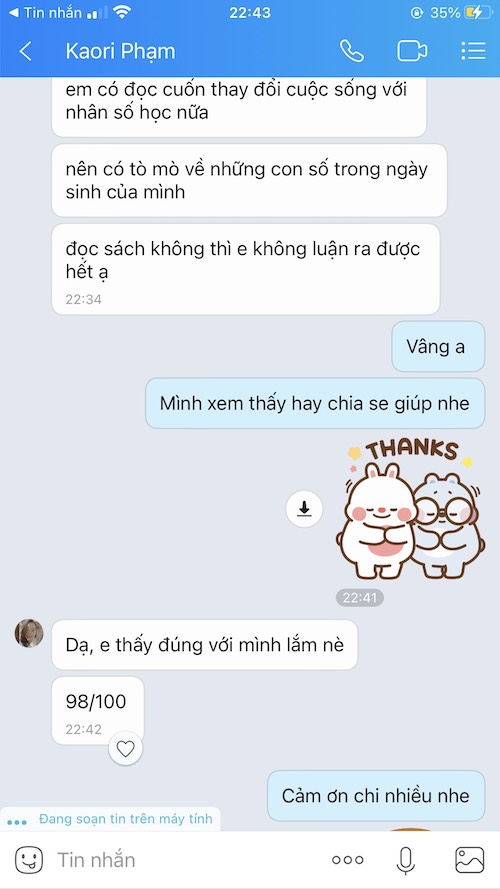 Tin nhắn
22:43
35%
Kaori Phạm
em có đọc cuốn thay đổi cuộc sống với
nhân số học nữa
nên có tò mò về những con số trong ngày
sinh của mình
đọc sách không thì e không luận ra được
hết ạ
22:34
Vâng a
Mình xem thấy hay chia se giúp nhe
THANKS
22:41
Dạ, e thấy đúng với mình lắm nè
98/100
22:42
Cảm ơn chi nhiều nhe
Đang soạn tin trên máy tính
Tin nhắn